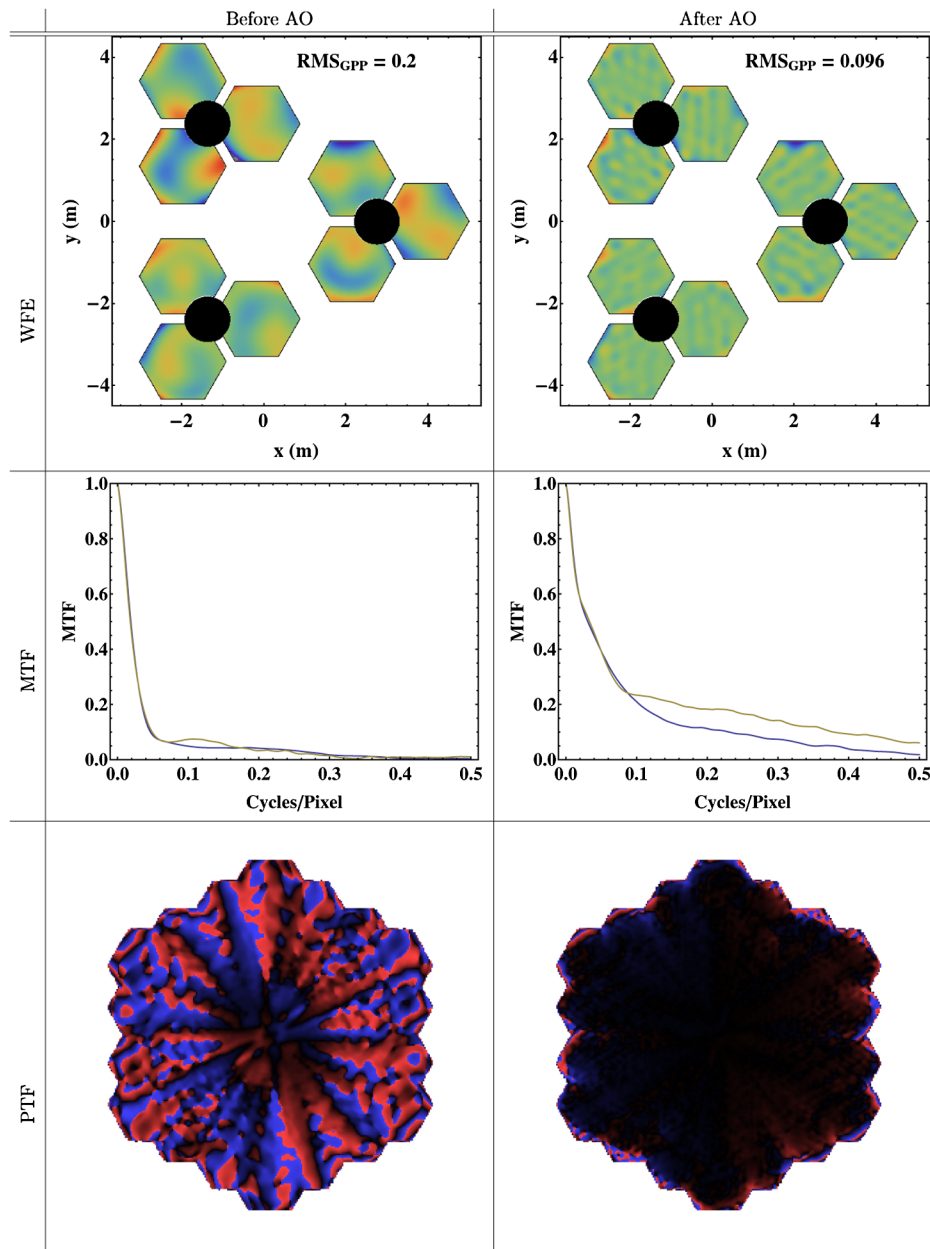 Before AO After AO
WFE
RMS_GPP = 0.2
y (m)
4
2
0
−2
−4
−2 0 2 4
x (m)
RMS_GPP = 0.096
y (m)
4
2
0
−2
−4
−2 0 2 4
x (m)
MTF
MTF
1.0
0.8
0.6
0.4
0.2
0.0
0.0 0.1 0.2 0.3 0.4 0.5
Cycles/Pixel
MTF
1.0
0.8
0.6
0.4
0.2
0.0
0.0 0.1 0.2 0.3 0.4 0.5
Cycles/Pixel
PTF